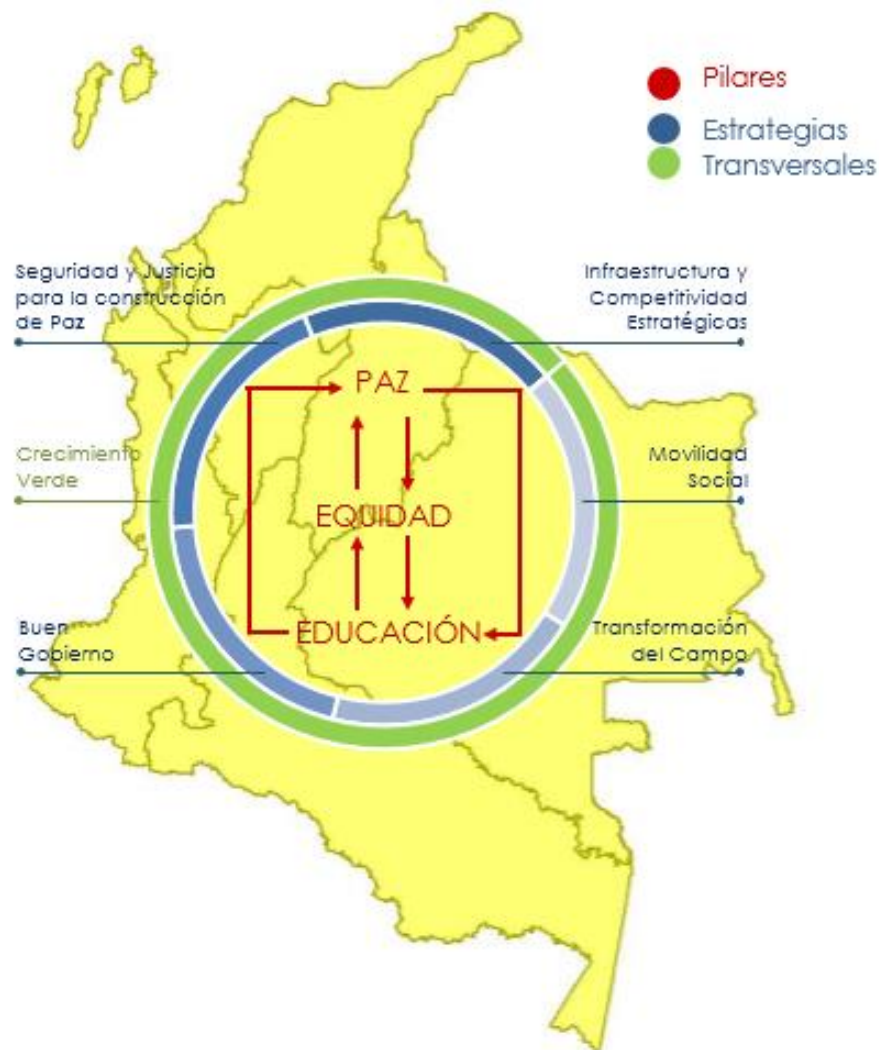 Pilares
Estrategias
Transversales
Seguridad y Justicia
para la construcción
de Paz
Infraestructura y
Competitividad
Estratégicas
PAZ
Crecimiento
Verde
Movilidad
Social
EQUIDAD
Buen
Gobierno
EDUCACIÓN
Transformación
del Campo